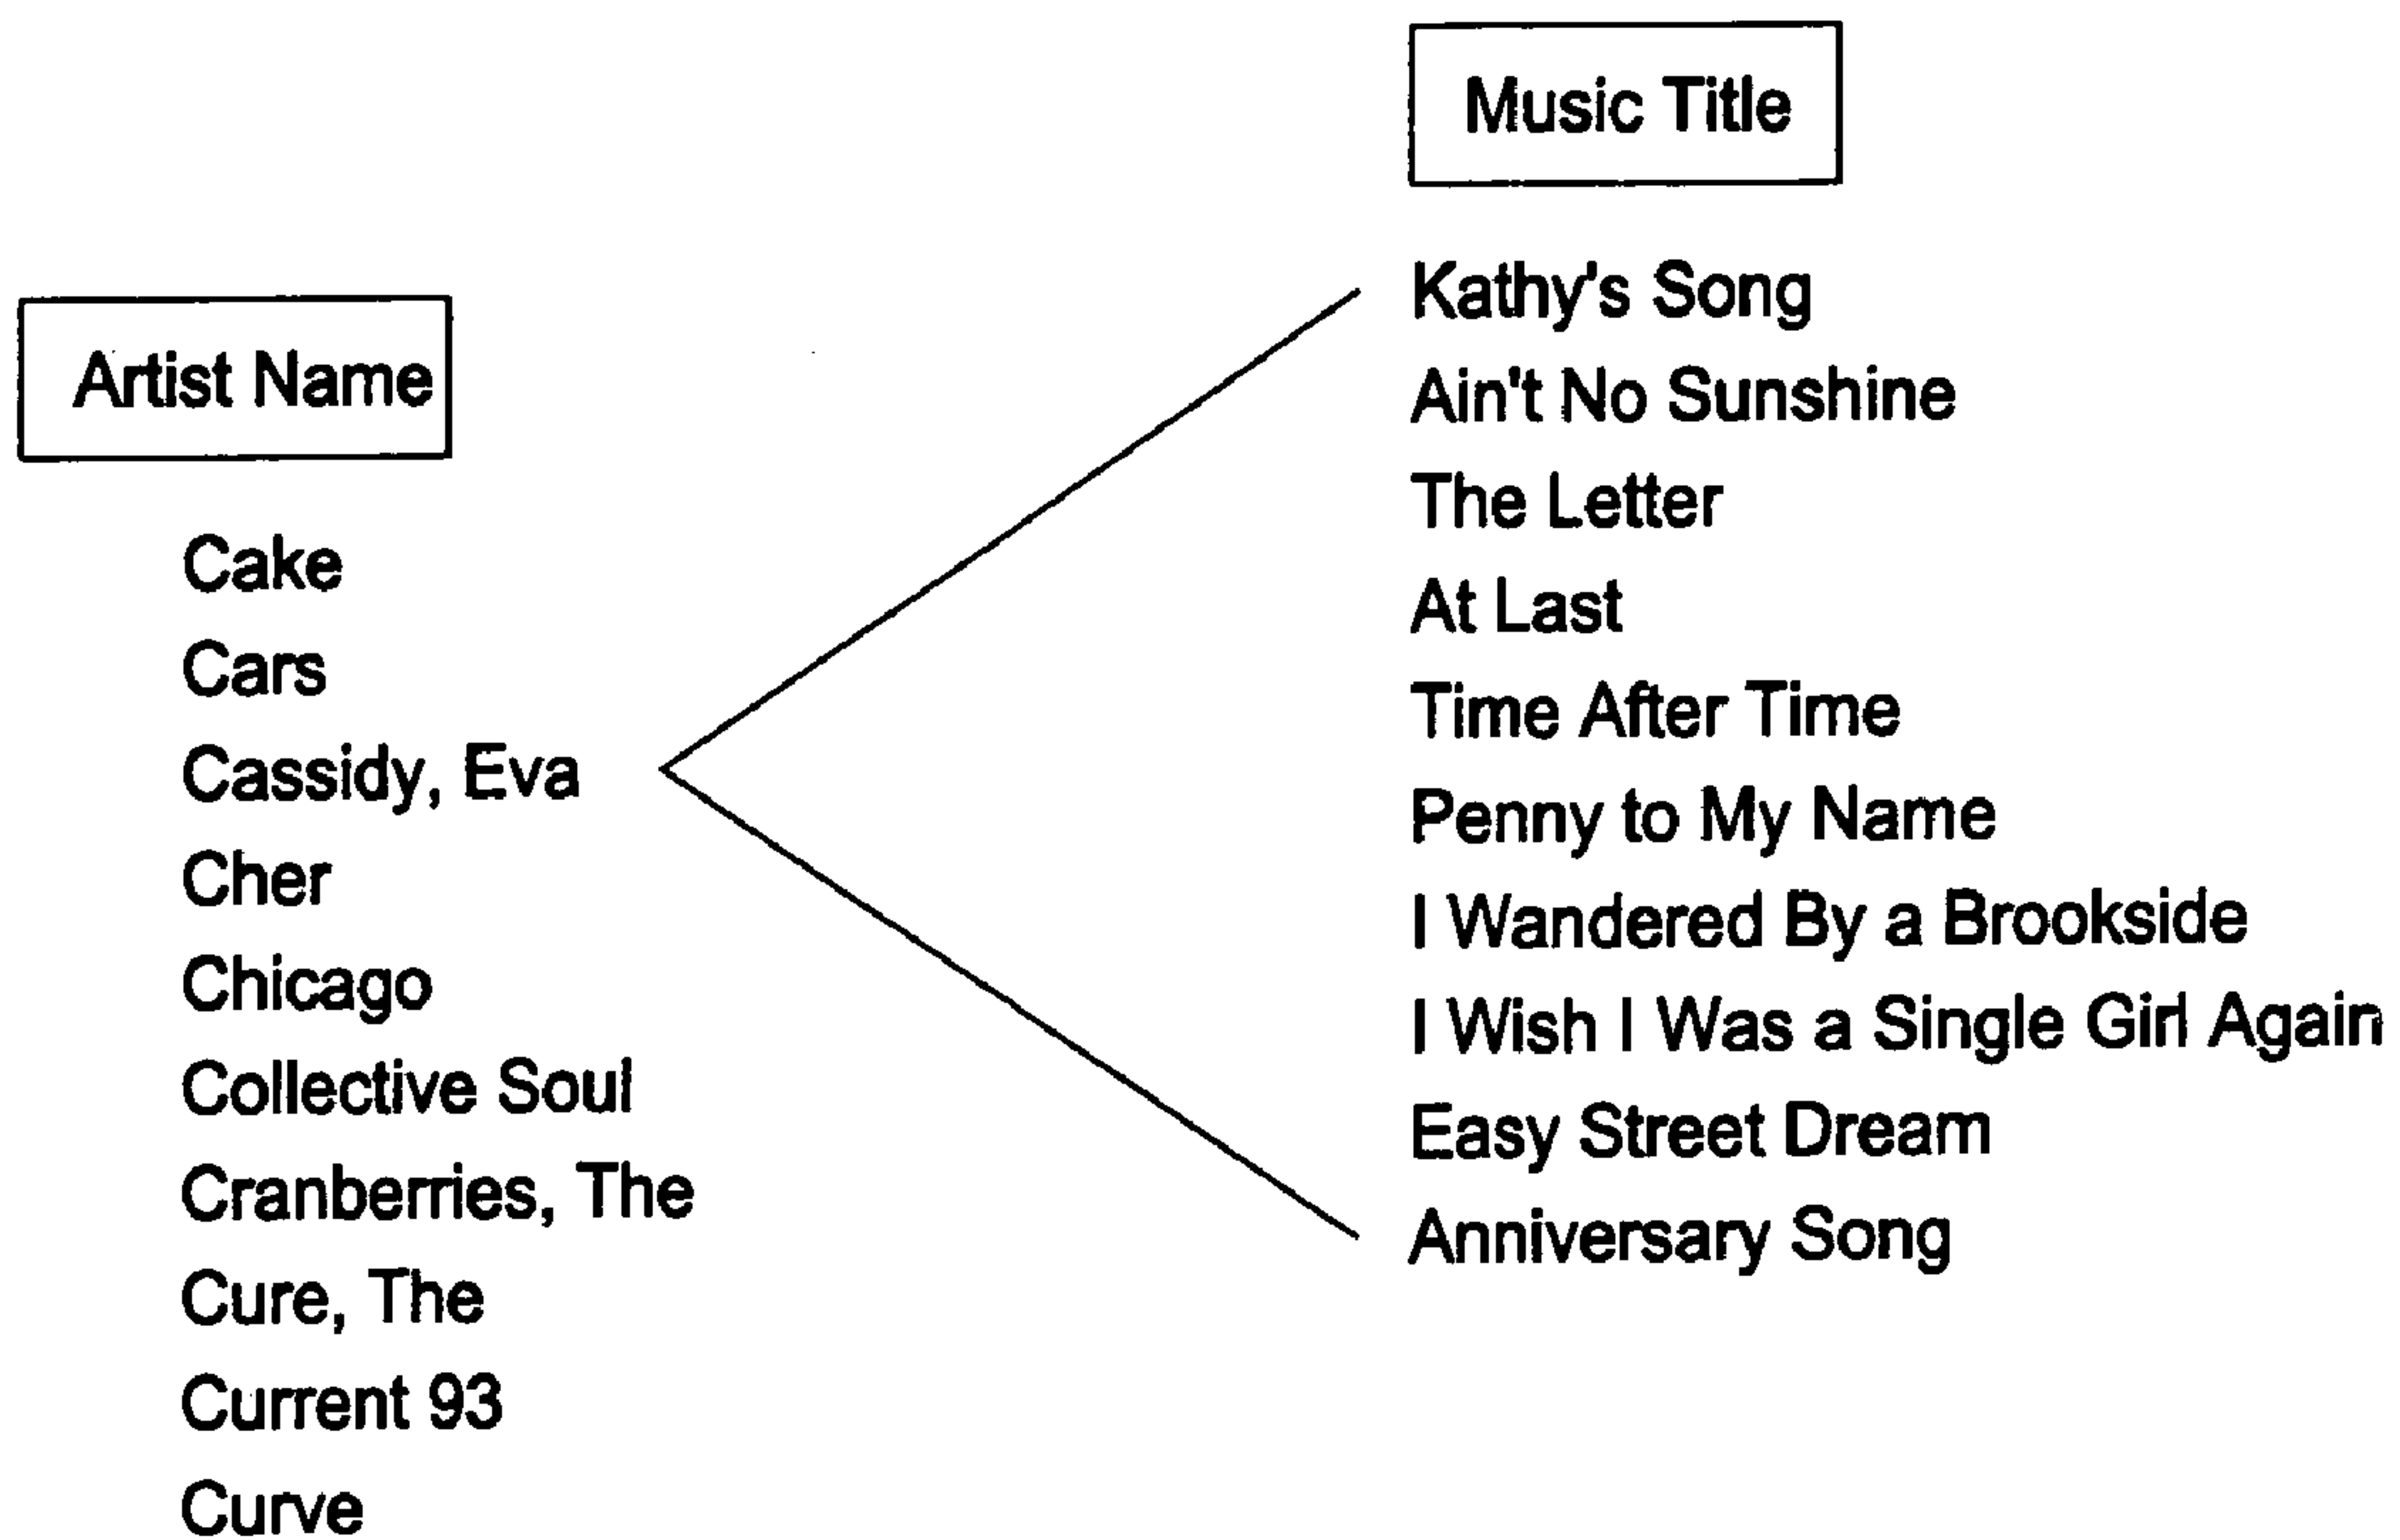 Music Title
Kathy's Song
Ain't No Sunshine
The Letter
At Last
Time After Time
Penny to My Name
I Wandered By a Brookside
I Wish I Was a Single Girl Again
Easy Street Dream
Anniversary Song
Artist Name
Cake
Cars
Cassidy, Eva
Cher
Chicago
Collective Soul
Cranberries, The
Cure, The
Current 93
Curve